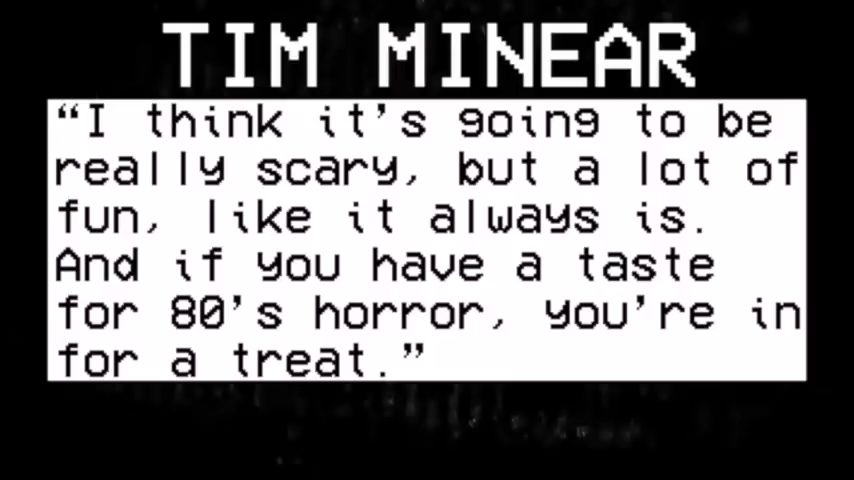 TIM MINEAR
“I think it’s going to be
really scary, but a lot of
fun, like it always is.
And if you have a taste
for 80’s horror, you’re in
for a treat.”